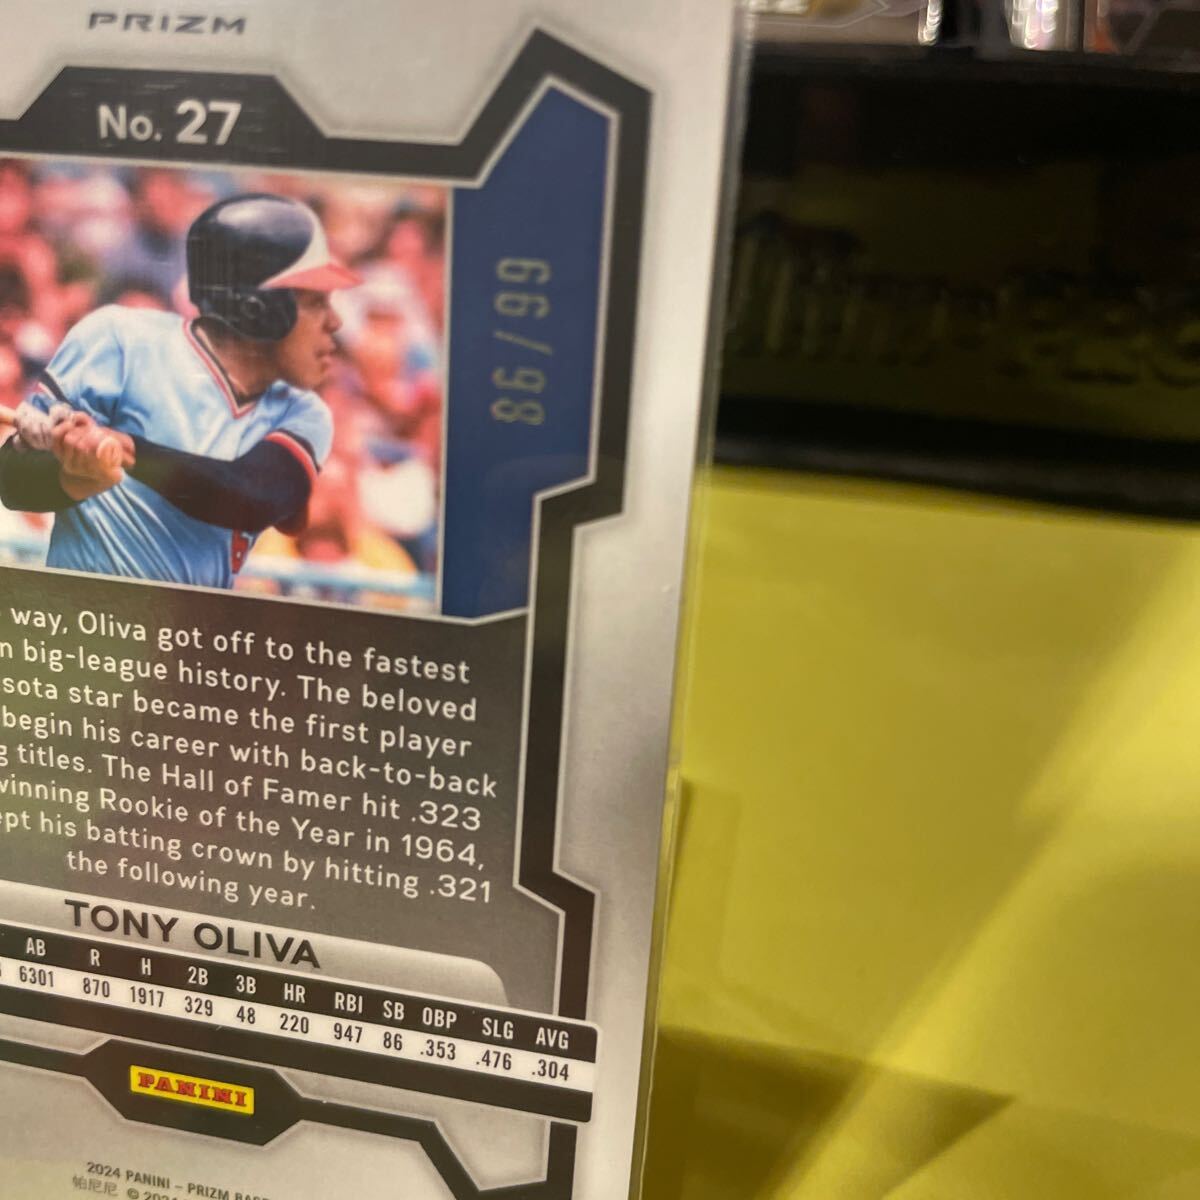 PRIZM
No. 27
86/99
way, Oliva got off to the fastest
big-league history. The beloved
sota star became the first player
begin his career with back-to-back
titles. The Hall of Famer hit .323
winning Rookie of the Year in 1964,
ept his batting crown by hitting .321
the following year.
TONY OLIVA
AB R H 2B 3B HR RBI SB OBP SLG AVG
6301 870 1917 329 48 220 947 86 .353 .476 .304
PANINI
2024 PANINI – PRIZM BA
帕尼尼 © 202